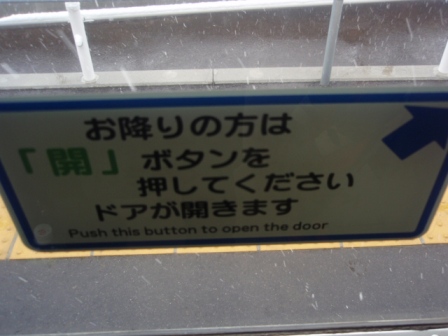 お降りの方は
「開」ボタンを
押してください
ドアが開きます
Push this button to open the door